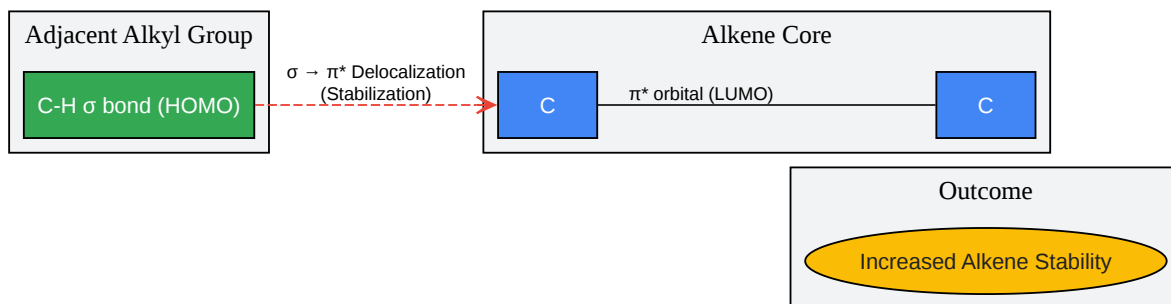 Adjacent Alkyl Group
C-H σ bond (HOMO)
σ → π* Delocalization
(Stabilization)
Alkene Core
C
π* orbital (LUMO)
C
Outcome
Increased Alkene Stability